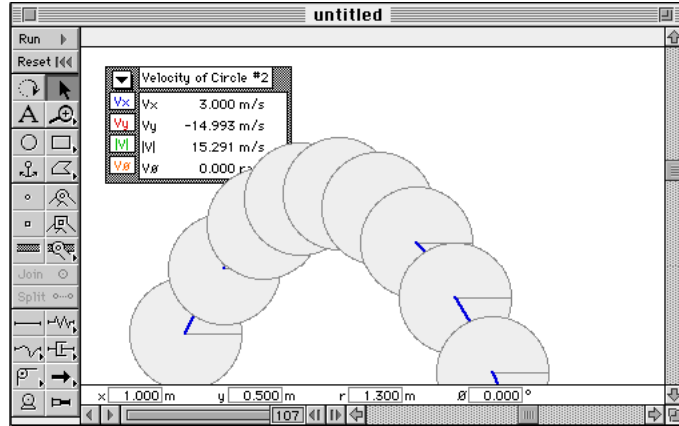 untitled
Run
Reset
Velocity of Circle #2
Vx Vx 3.000 m/s
Vy Vy -14.993 m/s
|V| |V| 15.291 m/s
Vø Vø 0.000 r
A
Join
Split
x 1.000 m y 0.500 m r 1.300 m ø 0.000 °
107